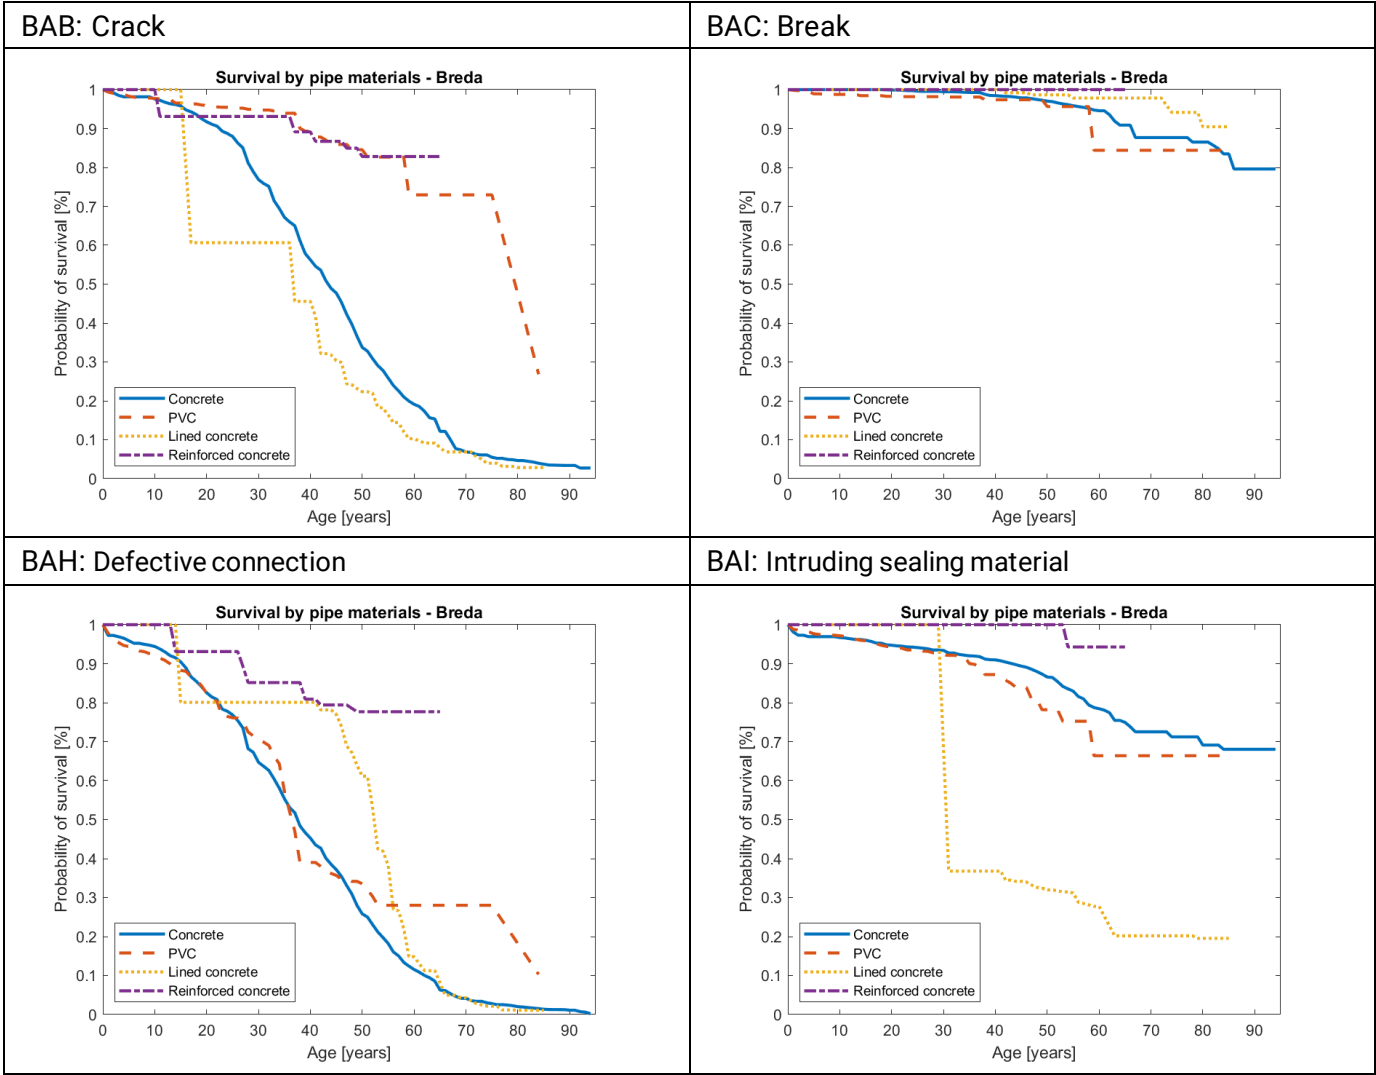 BAB: Crack
BAC: Break
Survival by pipe materials - Breda
1
0.9
0.8
0.7
0.6
0.5
0.4
0.3
0.2
0.1
0
Probability of survival [%]
Concrete
PVC
Lined concrete
Reinforced concrete
0 10 20 30 40 50 60 70 80 90
Age [years]
Survival by pipe materials - Breda
1
0.9
0.8
0.7
0.6
0.5
0.4
0.3
0.2
0.1
0
Probability of survival [%]
Concrete
PVC
Lined concrete
Reinforced concrete
0 10 20 30 40 50 60 70 80 90
Age [years]
BAH: Defective connection
BAI: Intruding sealing material
Survival by pipe materials - Breda
1
0.9
0.8
0.7
0.6
0.5
0.4
0.3
0.2
0.1
0
Probability of survival [%]
Concrete
PVC
Lined concrete
Reinforced concrete
0 10 20 30 40 50 60 70 80 90
Age [years]
Survival by pipe materials - Breda
1
0.9
0.8
0.7
0.6
0.5
0.4
0.3
0.2
0.1
0
Probability of survival [%]
Concrete
PVC
Lined concrete
Reinforced concrete
0 10 20 30 40 50 60 70 80 90
Age [years]